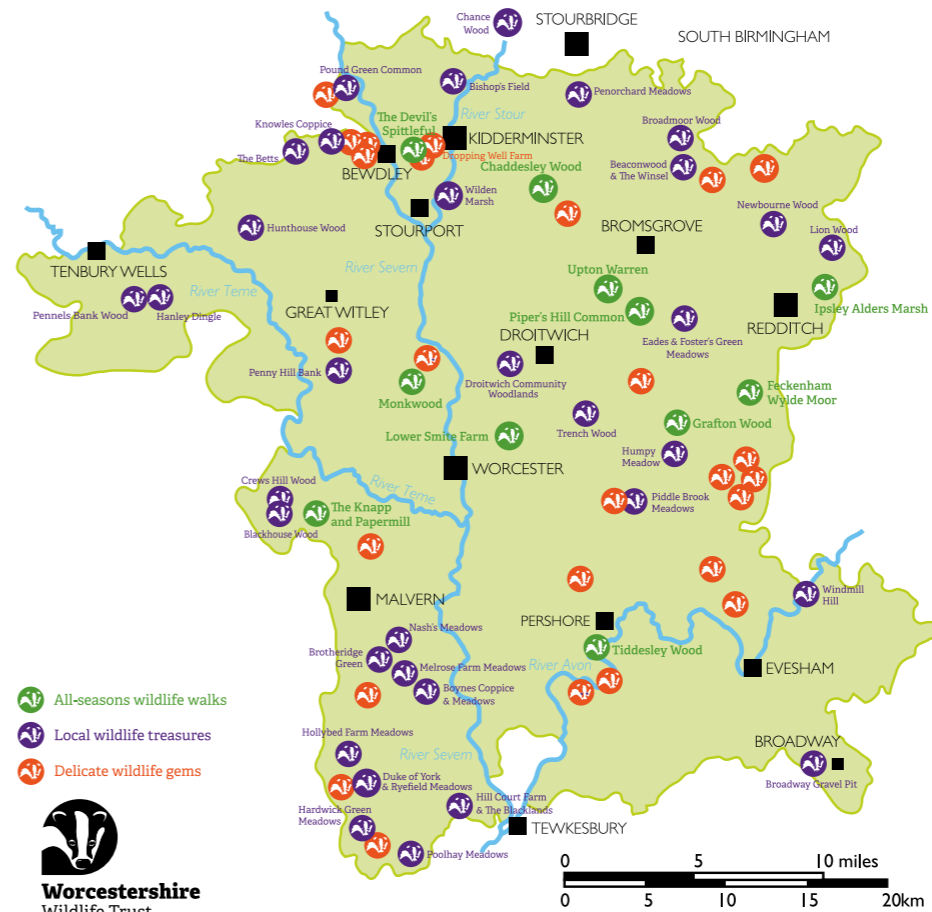 Chance
Wood
STOURBRIDGE
SOUTH BIRMINGHAM
Pound Green Common
Bishop's Field
Penorchard Meadows
River Stour
Knowles Coppice
The Devil's
Spittleful
KIDDERMINSTER
Broadmoor Wood
The Betts
Dropping Well Farm
BEWDLEY
Chaddesley Wood
Beaconwood
& The Winsel
Wilden
Marsh
Newbourne Wood
Hunthouse Wood
STOURPORT
BROMSGROVE
Lion Wood
TENBURY WELLS
River Severn
Upton Warren
River Teme
Pennels Bank Wood
Hanley Dingle
GREAT WITLEY
Piper's Hill Common
Ipsley Alders Marsh
REDDITCH
DROITWICH
Eades & Foster's Green
Meadows
Penny Hill Bank
Droitwich Community
Woodlands
Monkwood
Feckenham
Wylde Moor
Trench Wood
Grafton Wood
Lower Smite Farm
Humpy
Meadow
WORCESTER
Crews Hill Wood
River Teme
Piddle Brook
Meadows
The Knapp
and Papermill
Blackhouse Wood
MALVERN
Windmill
Hill
PERSHORE
Nash's Meadows
Brotheridge
Green
Tiddesley Wood
Melrose Farm Meadows
River Avon
EVESHAM
Boynes Coppice
& Meadows
All-seasons wildlife walks
Local wildlife treasures
Delicate wildlife gems
Hollybed Farm Meadows
River Severn
BROADWAY
Duke of York
& Ryefield Meadows
Broadway Gravel Pit
Hill Court Farm
& The Blacklands
Hardwick Green
Meadows
TEWKESBURY
Poolhay Meadows
0 5 10 miles
0 5 10 15 20km
Worcestershire
Wildlife Trust